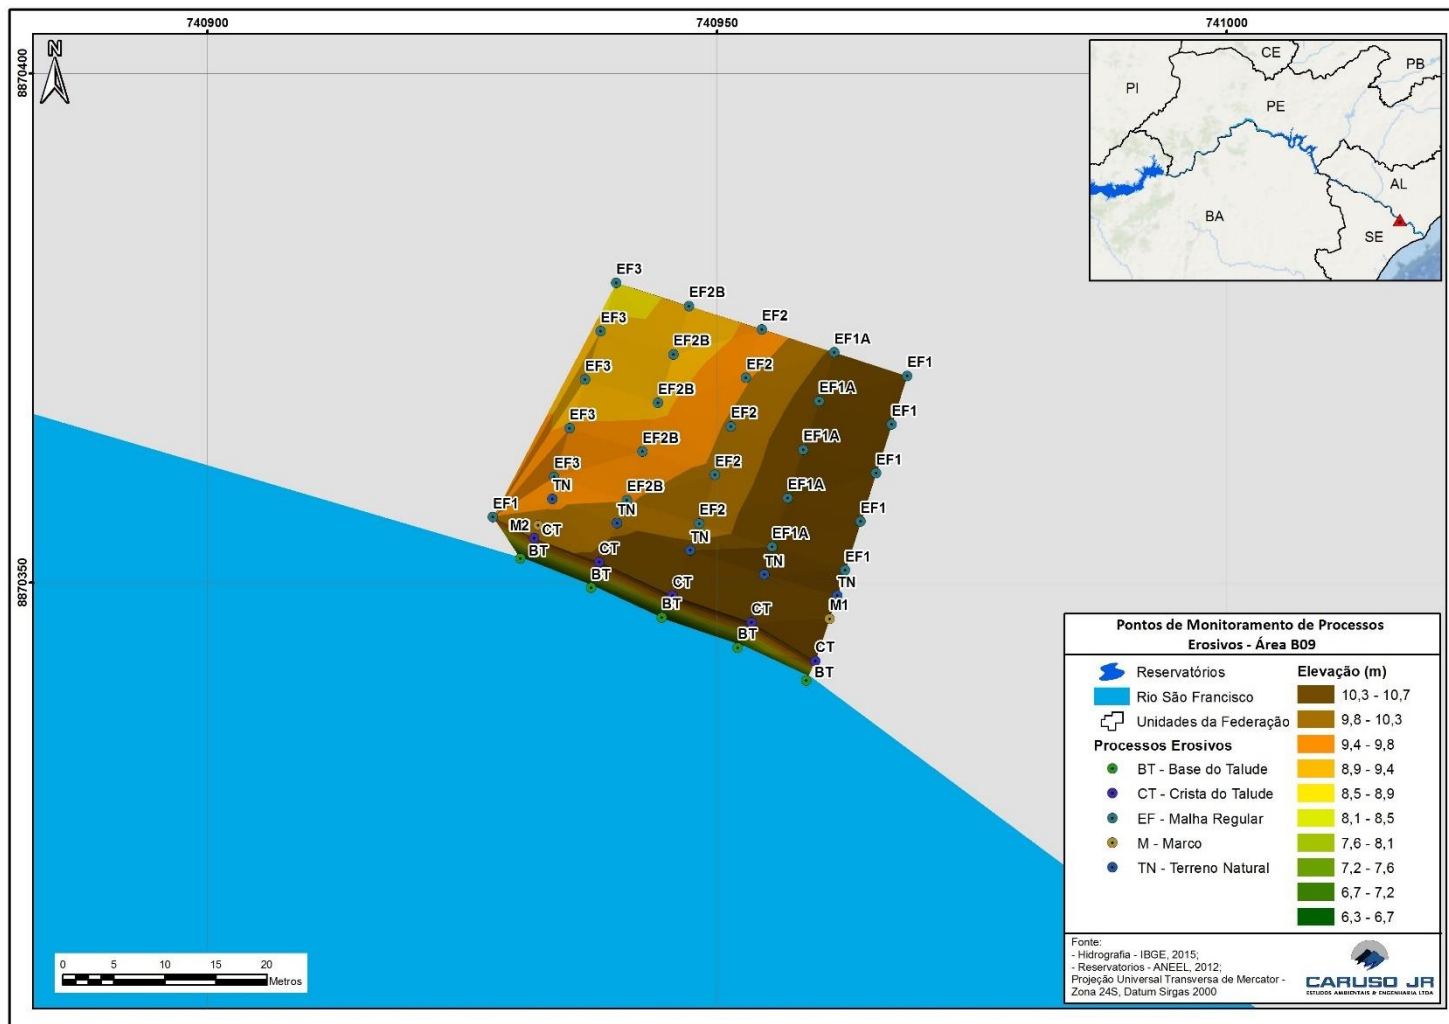 740900
740950
741000
8870400
8870350
N
CE
PB
PI
PE
AL
BA
SE
EF3
EF2B
EF3
EF2
EF2B
EF1A
EF3
EF2
EF1
EF2B
EF1A
EF3
EF2
EF1
EF2B
EF1A
EF3
EF2
EF1
TN
EF2B
EF1A
EF1
TN
EF2
EF1
M2
CT
TN
EF1A
BT
CT
TN
EF1
BT
CT
TN
BT
CT
M1
BT
CT
BT
Pontos de Monitoramento de Processos
Erosivos - Área B09
Reservatórios
Rio São Francisco
Unidades da Federação
Processos Erosivos
BT - Base do Talude
CT - Crista do Talude
EF - Malha Regular
M - Marco
TN - Terreno Natural
Elevação (m)
10,3 - 10,7
9,8 - 10,3
9,4 - 9,8
8,9 - 9,4
8,5 - 8,9
8,1 - 8,5
7,6 - 8,1
7,2 - 7,6
6,7 - 7,2
6,3 - 6,7
0 5 10 15 20
Metros
Fonte:
- Hidrografia - IBGE, 2015;
- Reservatorios - ANEEL, 2012;
Projeção Universal Transversa de Mercator -
Zona 24S, Datum Sirgas 2000
CARUSO JR
ESTUDOS AMBIENTAIS & ENGENHARIA LTDA